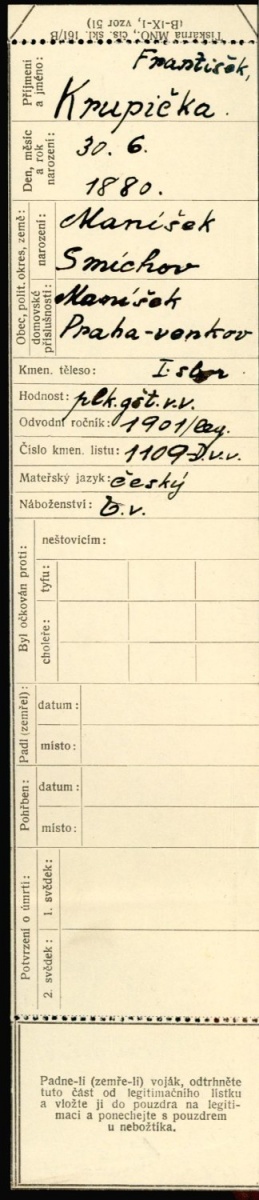 Tiskárna MNO., čís. skl. 161/B
(B-IX-1, vzor 51)
Příjmení a jméno:
František,
Krupička.
Den, měsíc a rok narození:
30. 6.
1880.
Obec, polit. okres, země:
narození:
Maníšek
Smíchov
domovské příslušnosti:
Maníšek
Praha-venkov
Kmen. těleso: I. sbor
Hodnost: plk. gšt. v.v.
Odvodní ročník: 1901/
Číslo kmen. listu: 1109 v.v.
Mateřský jazyk: český
Náboženství: b.v.
Byl očkován proti:
neštovicím:
tyfu:
choleře:
Padl (zemřel):
datum:
místo:
Pohřben:
datum:
místo:
Potvrzení o úmrtí:
1. svědek:
2. svědek:
Padne-li (zemře-li) voják, odtrhněte
tuto část od legitimačního lístku
a vložte ji do pouzdra na legiti-
maci a ponechejte s pouzdrem
u nebožtíka.